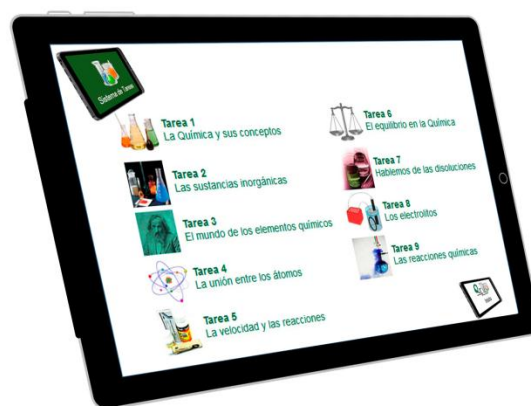 Sistema de Tareas
Tarea 1
La Química y sus conceptos
Tarea 2
Las sustancias inorgánicas
Tarea 3
El mundo de los elementos químicos
Tarea 4
La unión entre los átomos
Tarea 5
La velocidad y las reacciones
Tarea 6
El equilibrio en la Química
Tarea 7
Hablemos de las disoluciones
Tarea 8
Los electrolitos
Tarea 9
Las reacciones químicas